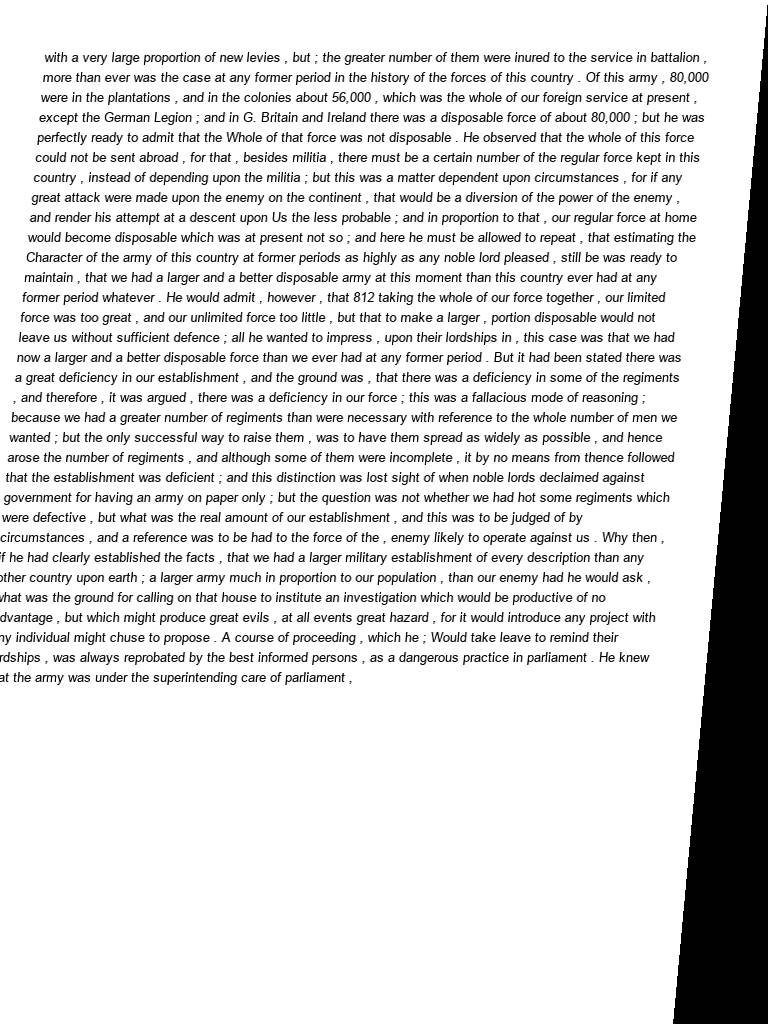 with a very large proportion of new levies , but ; the greater number of them were inured to the service in battalion ,
more than ever was the case at any former period in the history of the forces of this country . Of this army , 80,000
were in the plantations , and in the colonies about 56,000 , which was the whole of our foreign service at present ,
except the German Legion ; and in G. Britain and Ireland there was a disposable force of about 80,000 ; but he was
perfectly ready to admit that the Whole of that force was not disposable . He observed that the whole of this force
could not be sent abroad , for that , besides militia , there must be a certain number of the regular force kept in this
country , instead of depending upon the militia ; but this was a matter dependent upon circumstances , for if any
great attack were made upon the enemy on the continent , that would be a diversion of the power of the enemy ,
and render his attempt at a descent upon Us the less probable ; and in proportion to that , our regular force at home
would become disposable which was at present not so ; and here he must be allowed to repeat , that estimating the
Character of the army of this country at former periods as highly as any noble lord pleased , still be was ready to
maintain , that we had a larger and a better disposable army at this moment than this country ever had at any
former period whatever . He would admit , however , that 812 taking the whole of our force together , our limited
force was too great , and our unlimited force too little , but that to make a larger , portion disposable would not
leave us without sufficient defence ; all he wanted to impress , upon their lordships in , this case was that we had
now a larger and a better disposable force than we ever had at any former period . But it had been stated there was
a great deficiency in our establishment , and the ground was , that there was a deficiency in some of the regiments
, and therefore , it was argued , there was a deficiency in our force ; this was a fallacious mode of reasoning ;
because we had a greater number of regiments than were necessary with reference to the whole number of men we
wanted ; but the only successful way to raise them , was to have them spread as widely as possible , and hence
arose the number of regiments , and although some of them were incomplete , it by no means from thence followed
that the establishment was deficient ; and this distinction was lost sight of when noble lords declaimed against
government for having an army on paper only ; but the question was not whether we had hot some regiments which
were defective , but what was the real amount of our establishment , and this was to be judged of by
circumstances , and a reference was to be had to the force of the , enemy likely to operate against us . Why then ,
if he had clearly established the facts , that we had a larger military establishment of every description than any
other country upon earth ; a larger army much in proportion to our population , than our enemy had he would ask ,
what was the ground for calling on that house to institute an investigation which would be productive of no
dvantage , but which might produce great evils , at all events great hazard , for it would introduce any project with
ny individual might chuse to propose . A course of proceeding , which he ; Would take leave to remind their
rdships , was always reprobated by the best informed persons , as a dangerous practice in parliament . He knew
at the army was under the superintending care of parliament ,